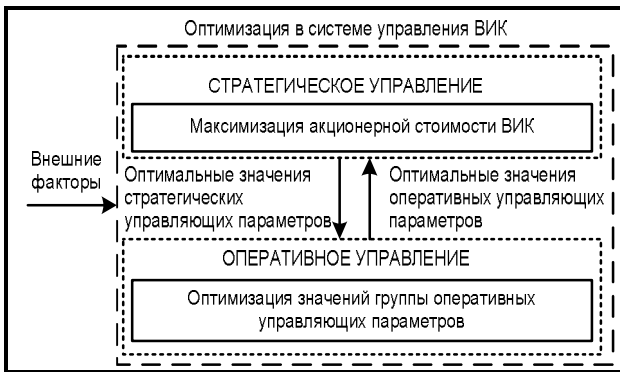 Оптимизация в системе управления ВИК
СТРАТЕГИЧЕСКОЕ УПРАВЛЕНИЕ
Максимизация акционерной стоимости ВИК
Внешние
факторы
Оптимальные значения
стратегических
управляющих параметров
Оптимальные значения
оперативных управляющих
параметров
ОПЕРАТИВНОЕ УПРАВЛЕНИЕ
Оптимизация значений группы оперативных
управляющих параметров